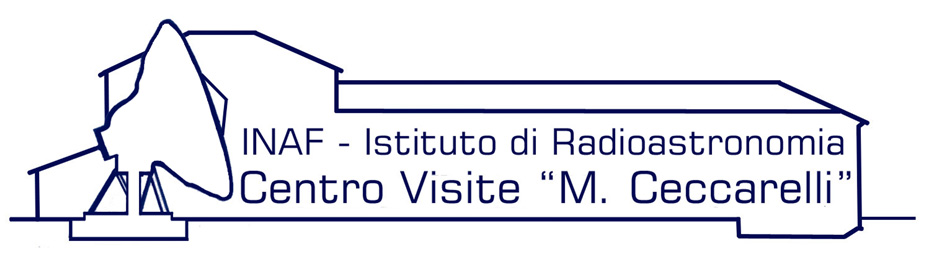 INAF - Istituto di Radioastronomia
Centro Visite “M. Ceccarelli”